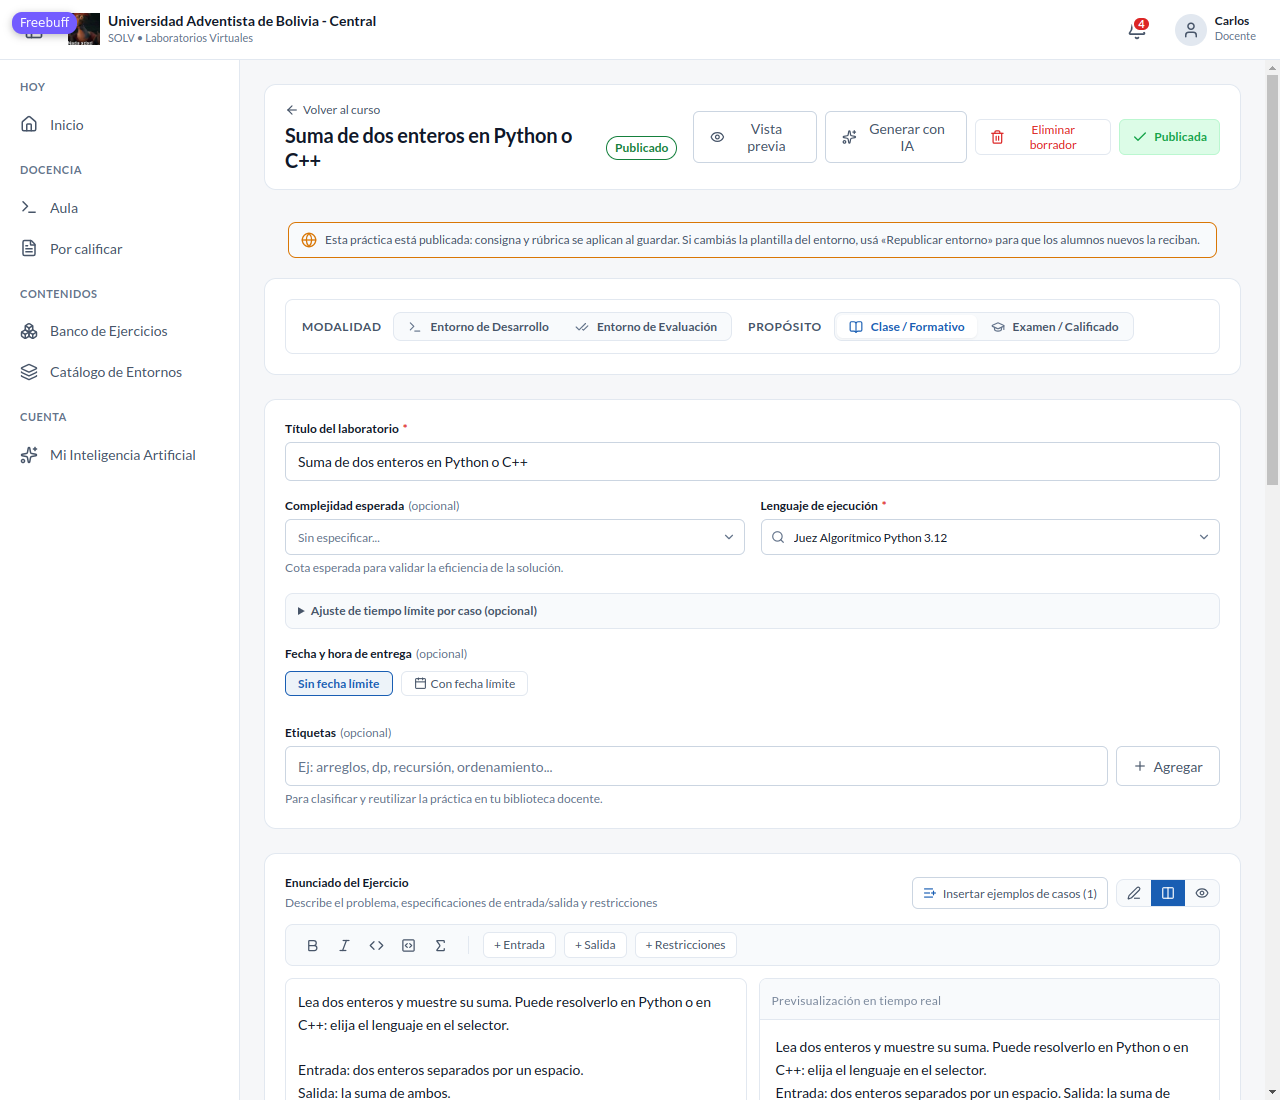 Freebuff
Universidad Adventista de Bolivia - Central
SOLV • Laboratorios Virtuales
4
Carlos
Docente
HOY
Inicio
DOCENCIA
Aula
Por calificar
CONTENIDOS
Banco de Ejercicios
Catálogo de Entornos
CUENTA
Mi Inteligencia Artificial
Volver al curso
Suma de dos enteros en Python o
C++
Publicado
Vista
previa
Generar con
IA
Eliminar
borrador
Publicada
Esta práctica está publicada: consigna y rúbrica se aplican al guardar. Si cambiás la plantilla del entorno, usá «Republicar entorno» para que los alumnos nuevos la reciban.
MODALIDAD
Entorno de Desarrollo
Entorno de Evaluación
PROPÓSITO
Clase / Formativo
Examen / Calificado
Título del laboratorio *
Suma de dos enteros en Python o C++
Complejidad esperada (opcional)
Lenguaje de ejecución *
Sin especificar...
Juez Algorítmico Python 3.12
Cota esperada para validar la eficiencia de la solución.
Ajuste de tiempo límite por caso (opcional)
Fecha y hora de entrega (opcional)
Sin fecha límite
Con fecha límite
Etiquetas (opcional)
Ej: arreglos, dp, recursión, ordenamiento...
+ Agregar
Para clasificar y reutilizar la práctica en tu biblioteca docente.
Enunciado del Ejercicio
Describe el problema, especificaciones de entrada/salida y restricciones
Insertar ejemplos de casos (1)
+ Entrada
+ Salida
+ Restricciones
Lea dos enteros y muestre su suma. Puede resolverlo en Python o en
C++: elija el lenguaje en el selector.
Entrada: dos enteros separados por un espacio.
Salida: la suma de ambos.
Previsualización en tiempo real
Lea dos enteros y muestre su suma. Puede resolverlo en Python o en
C++: elija el lenguaje en el selector.
Entrada: dos enteros separados por un espacio. Salida: la suma de